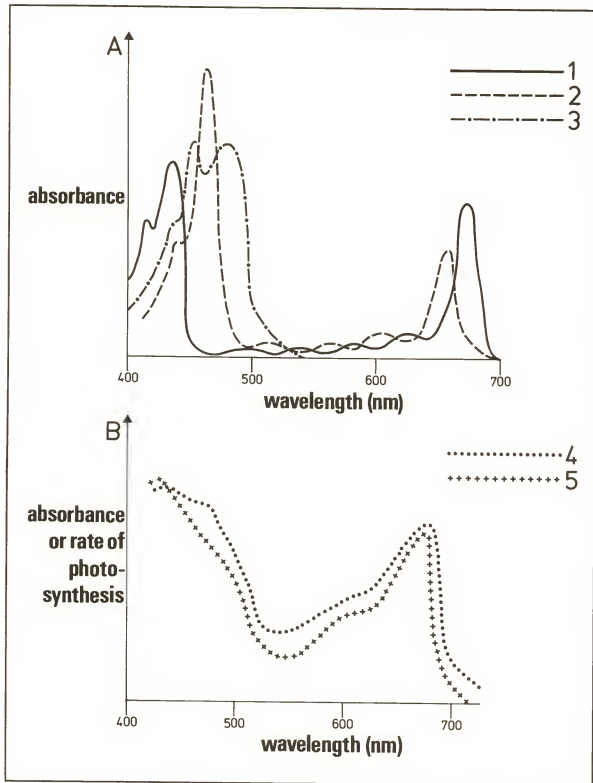 A
1
2
3
absorbance
400
500
600
700
wavelength (nm)
B
4
5
absorbance
or rate of
photo-
synthesis
400
500
600
700
wavelength (nm)